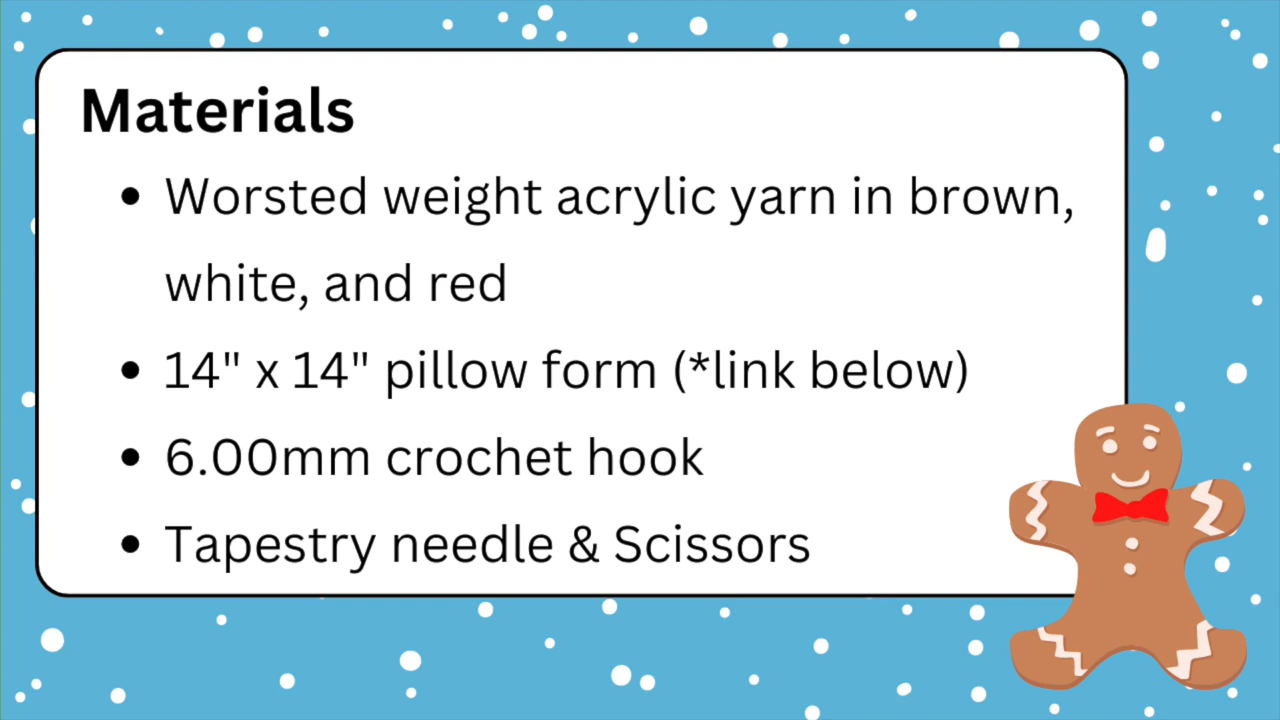 Materials
• Worsted weight acrylic yarn in brown,
white, and red
• 14" x 14" pillow form (*link below)
• 6.00mm crochet hook
• Tapestry needle & Scissors